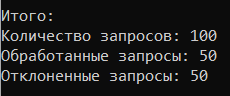 Итого:
Количество запросов: 100
Обработанные запросы: 50
Отклоненные запросы: 50